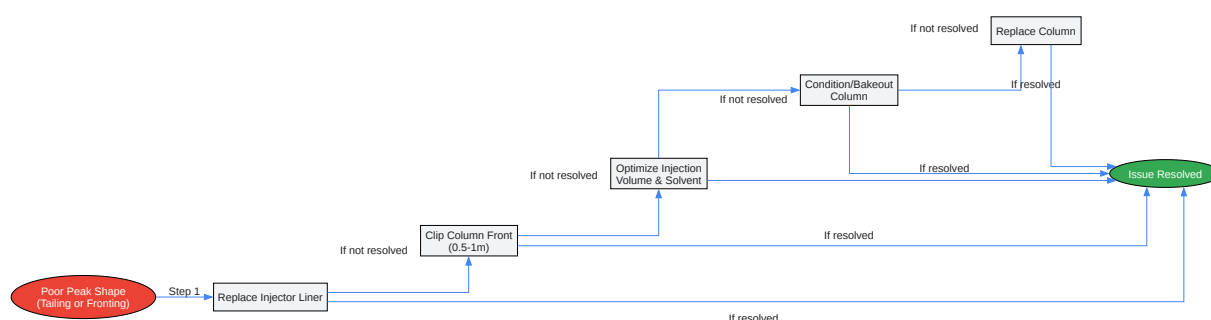 If not resolved
Replace Column
Condition/Bakeout
Column
If resolved
If not resolved
Optimize Injection
Volume & Solvent
If not resolved
If resolved
Issue Resolved
Clip Column Front
(0.5-1m)
If not resolved
If resolved
Poor Peak Shape
(Tailing or Fronting)
Step 1
Replace Injector Liner
If resolved